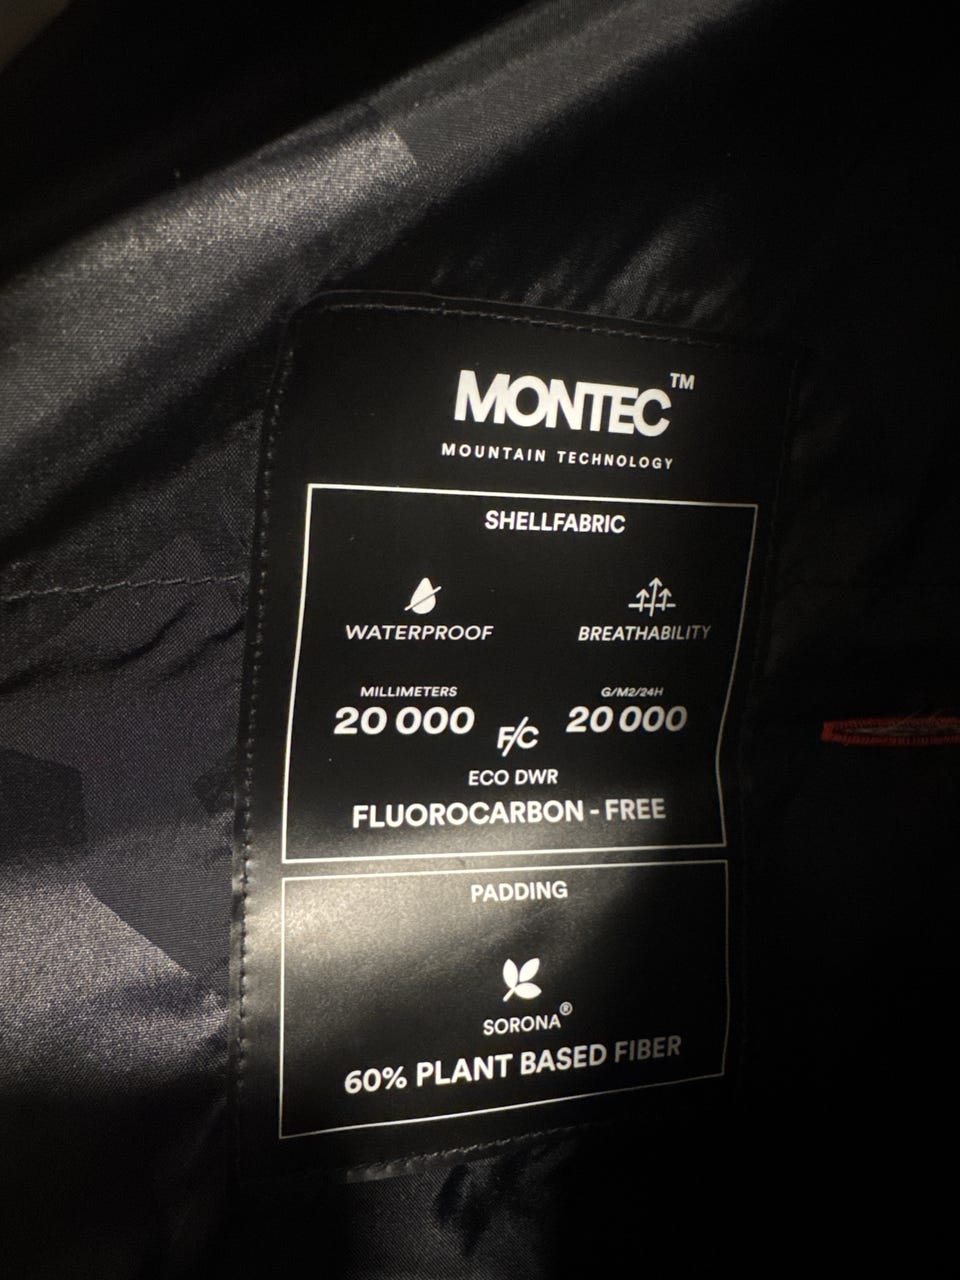 MONTEC™
MOUNTAIN TECHNOLOGY
SHELLFABRIC
WATERPROOF BREATHABILITY
MILLIMETERS G/M2/24H
20 000 20 000
F/C
ECO DWR
FLUOROCARBON - FREE
PADDING
SORONA®
60% PLANT BASED FIBER